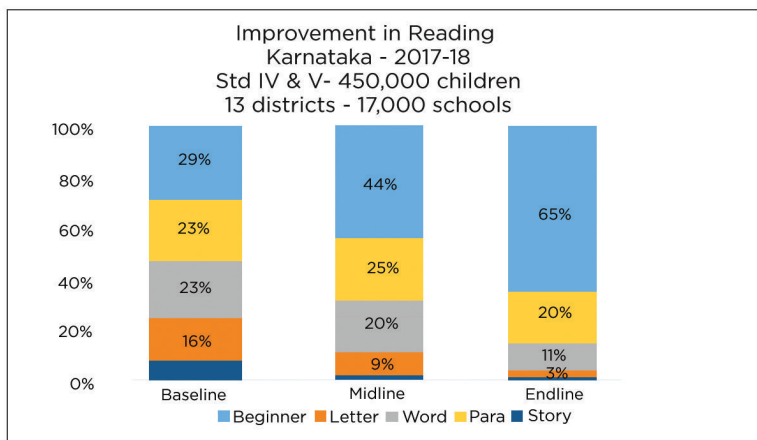 Improvement in Reading
Karnataka - 2017-18
Std IV & V- 450,000 children
13 districts - 17,000 schools
100%
80%
60%
40%
20%
0%
29%
23%
23%
16%
44%
25%
20%
9%
65%
20%
11%
3%
Baseline
Midline
Endline
Beginner
Letter
Word
Para
Story